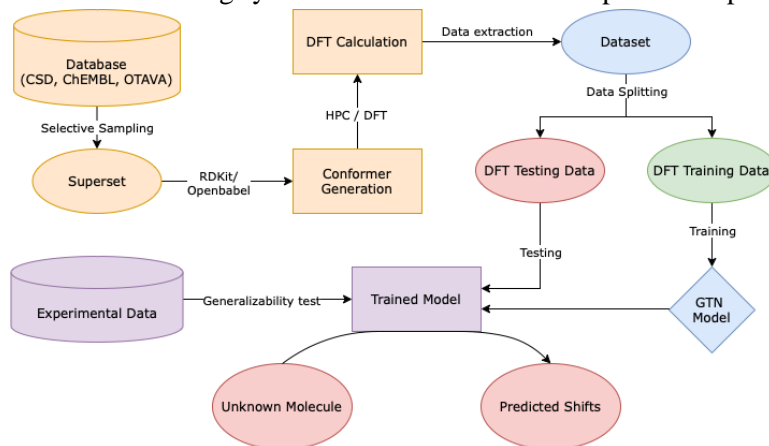 DFT Calculation
Data extraction
Dataset
Database
(CSD, ChEMBL, OTAVA)
Data Splitting
Selective Sampling
HPC / DFT
Superset
RDKit/
Openbabel
Conformer
Generation
DFT Testing Data
DFT Training Data
Testing
Training
Experimental Data
Generalizability test
Trained Model
GTN
Model
Unknown Molecule
Predicted Shifts